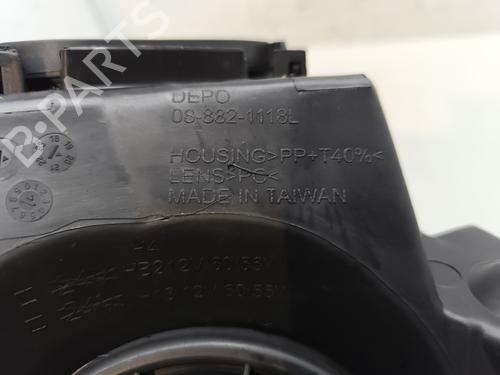 B-PARTS
DEPO
08-882-1118L
HOUSING>PP+T40%<
LENS>PC<
MADE IN TAIWAN
H4
HB2 12V 60/55W
H13 12V 60/55W